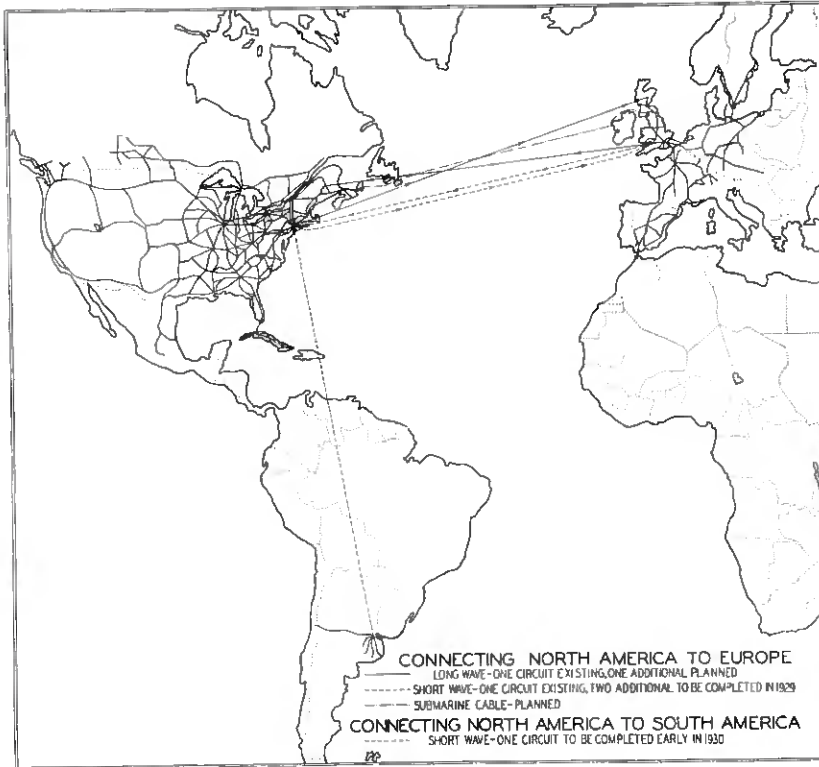 CONNECTING NORTH AMERICA TO EUROPE
LONG WAVE-ONE CIRCUIT EXISTING, ONE ADDITIONAL PLANNED
SHORT WAVE-ONE CIRCUIT EXISTING, TWO ADDITIONAL TO BE COMPLETED IN 1929
SUBMARINE CABLE-PLANNED
CONNECTING NORTH AMERICA TO SOUTH AMERICA
SHORT WAVE-ONE CIRCUIT TO BE COMPLETED EARLY IN 1930